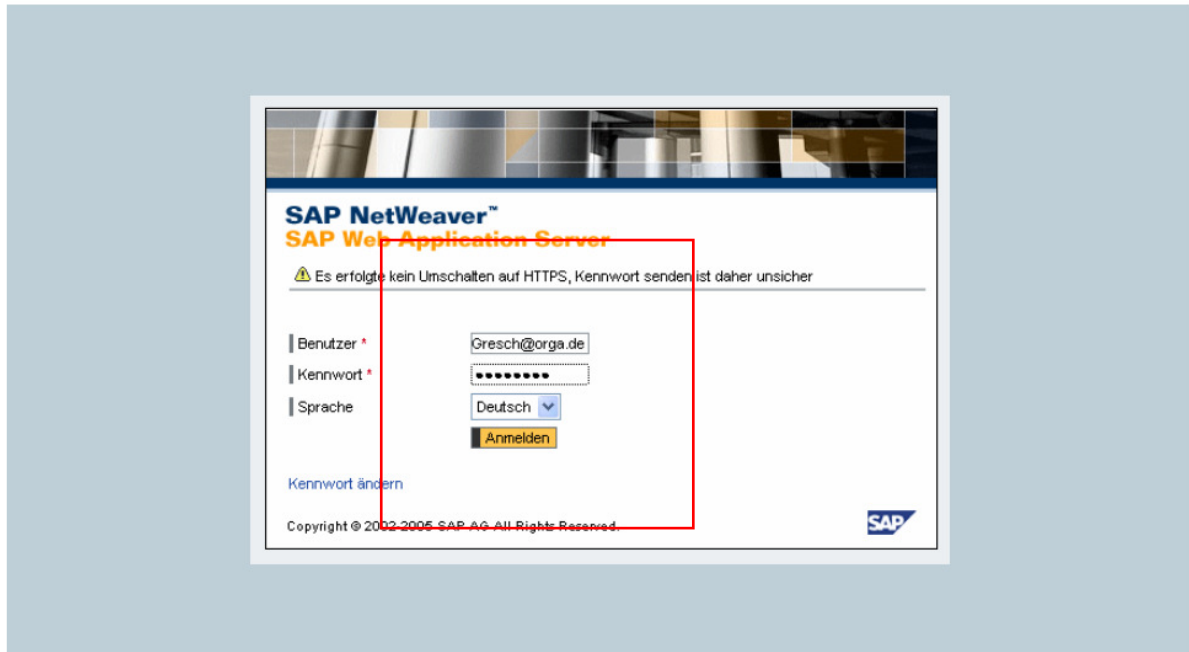 SAP NetWeaver™
SAP Web Application Server
Es erfolgte kein Umschalten auf HTTPS, Kennwort senden ist daher unsicher
Benutzer * Gresch@orga.de
Kennwort * ••••••••
Sprache Deutsch
Anmelden
Kennwort ändern
Copyright © 2002-2005 SAP AG All Rights Reserved.
SAP